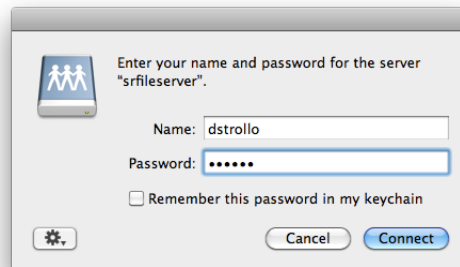 Enter your name and password for the server
“srfileserver”.
Name: dstrollo
Password: ••••••
Remember this password in my keychain
Cancel Connect